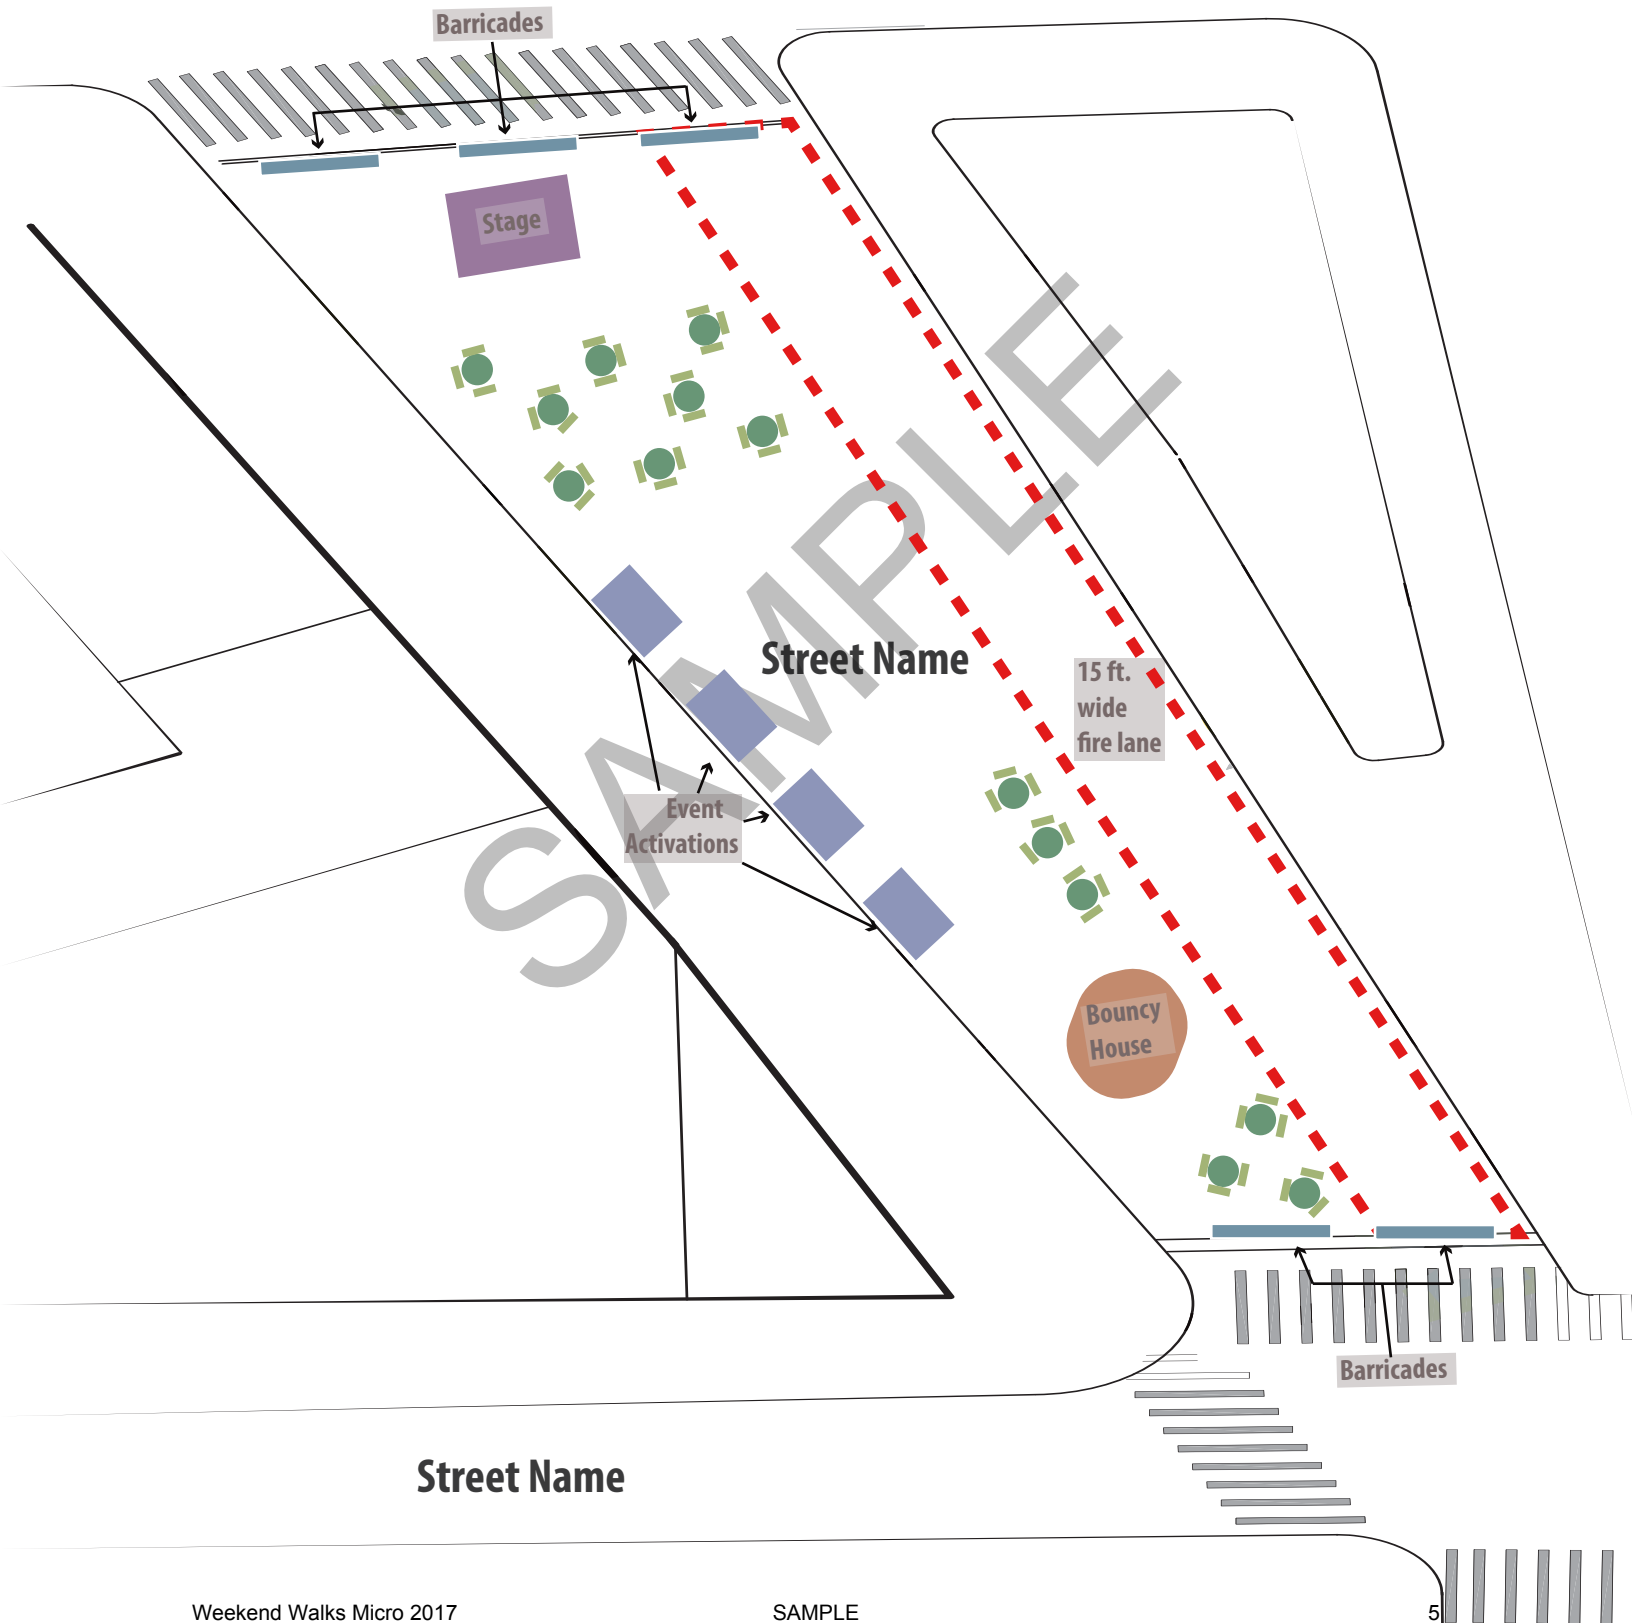 Barricades
Stage
SAMPLE
Street Name
15 ft.
wide
fire lane
Event
Activations
Bouncy
House
Barricades
Street Name
Weekend Walks Micro 2017 SAMPLE 5